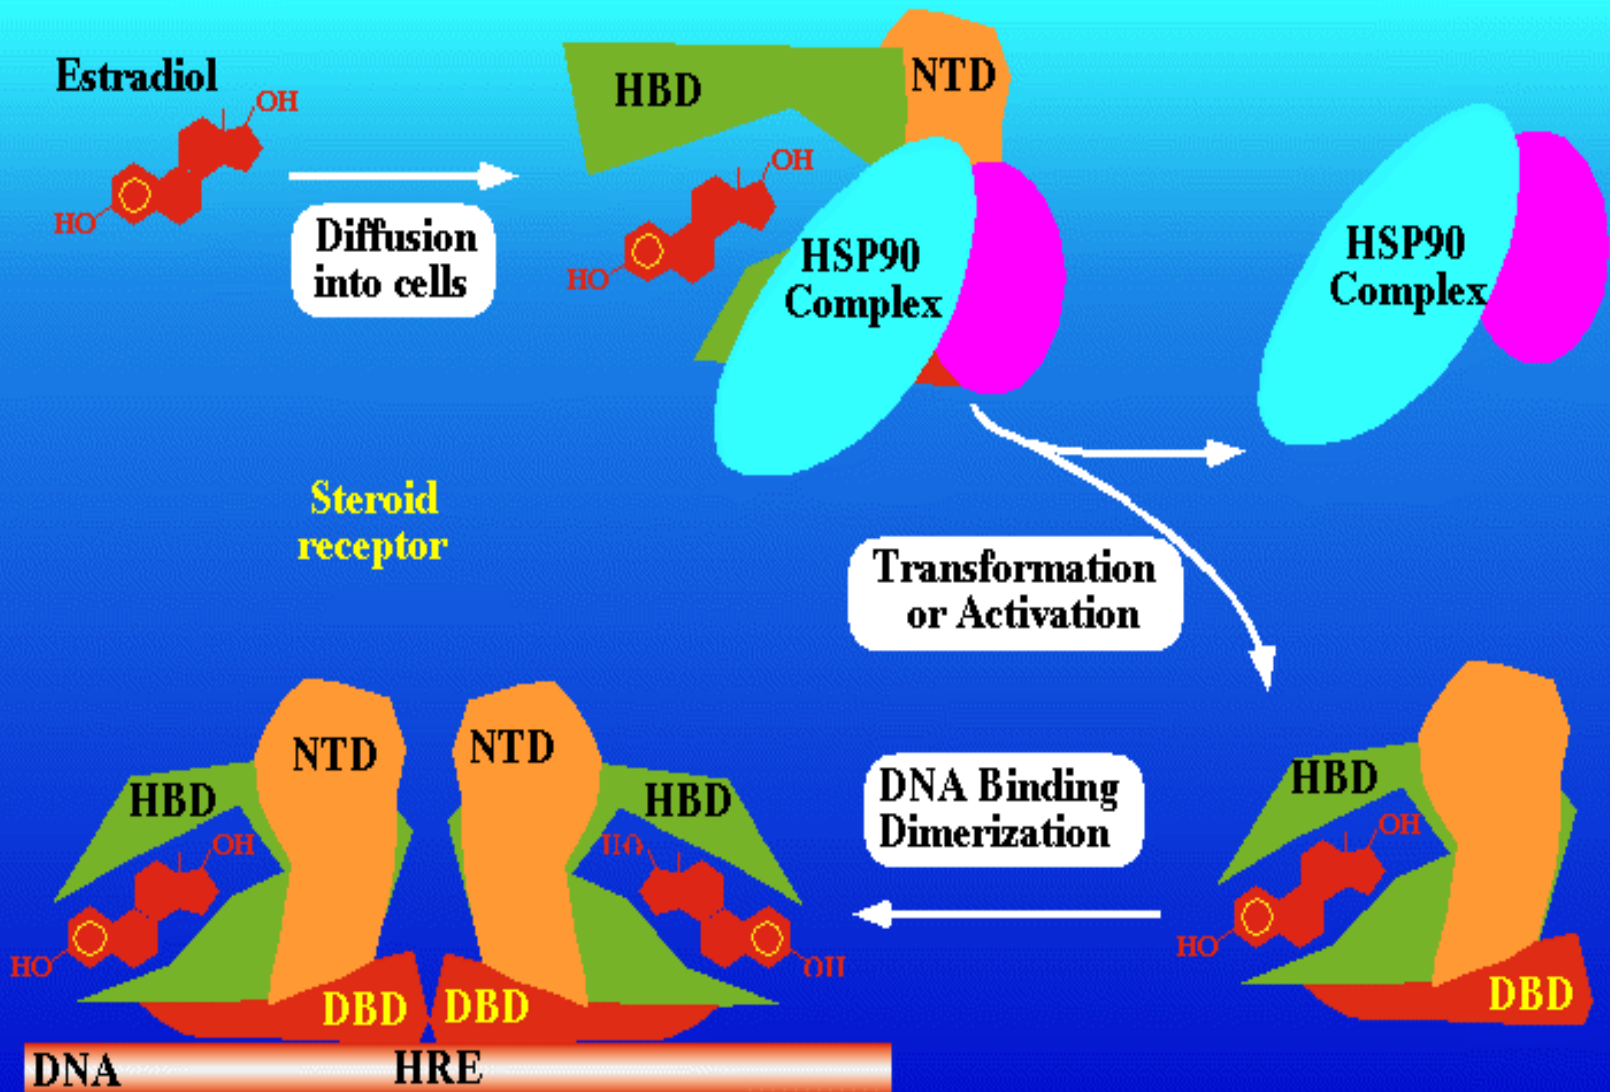 Estradiol
OH
HO
Diffusion
into cells
HBD
NTD
OH
HO
HSP90
Complex
HSP90
Complex
Steroid
receptor
Transformation
or Activation
HBD
OH
HO
DBD
DNA Binding
Dimerization
NTD
NTD
HBD
HBD
OH
HO
HO
OH
DBD
DBD
DNA
HRE